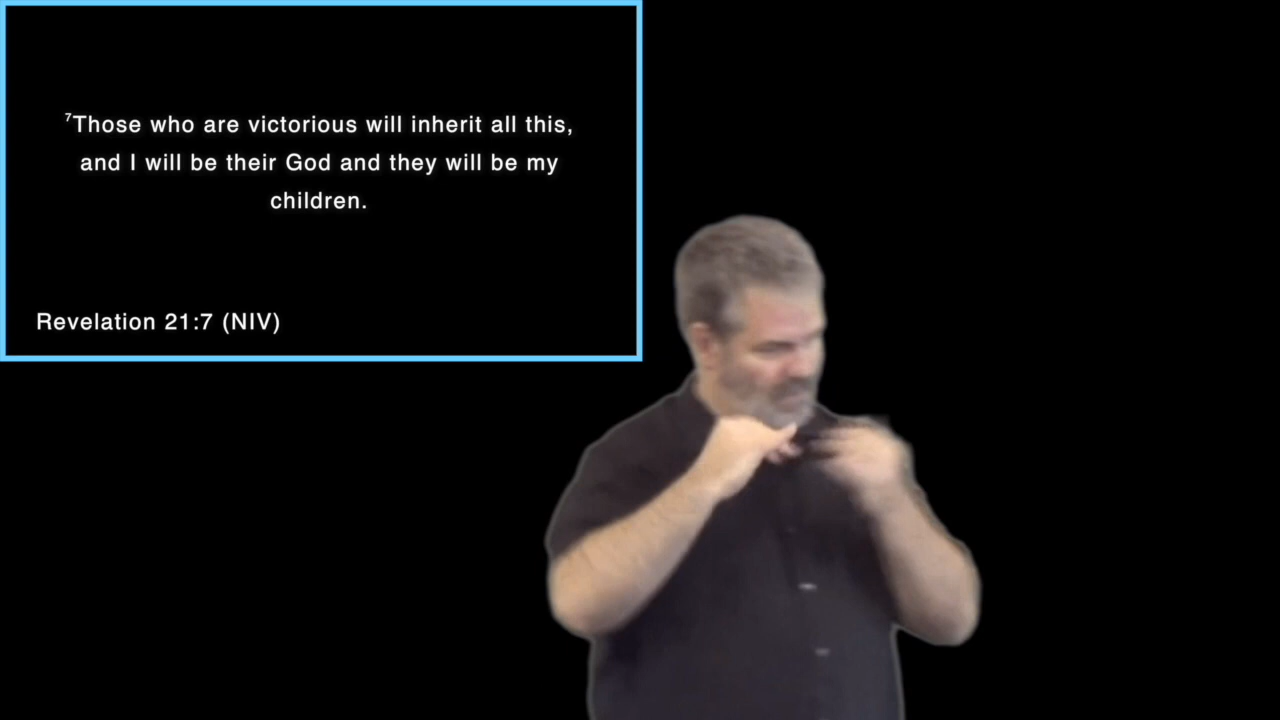 ⁷Those who are victorious will inherit all this,
and I will be their God and they will be my
children.
Revelation 21:7 (NIV)